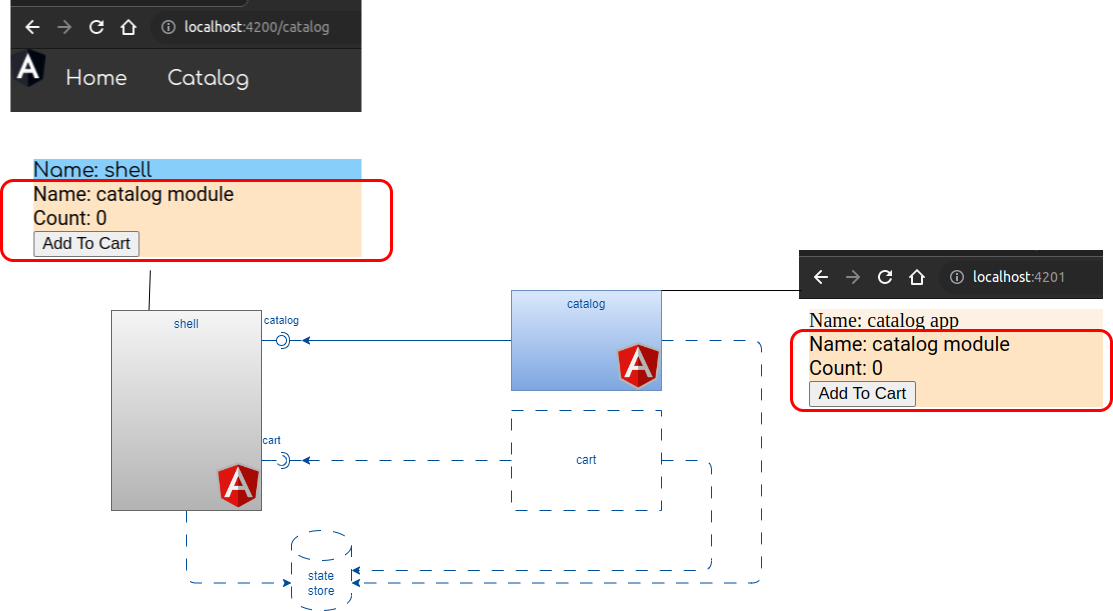 localhost:4200/catalog
A
Home
Catalog
Name: shell
Name: catalog module
Count: 0
Add To Cart
localhost:4201
Name: catalog app
Name: catalog module
Count: 0
Add To Cart
shell
catalog
catalog
A
cart
cart
A
state
store